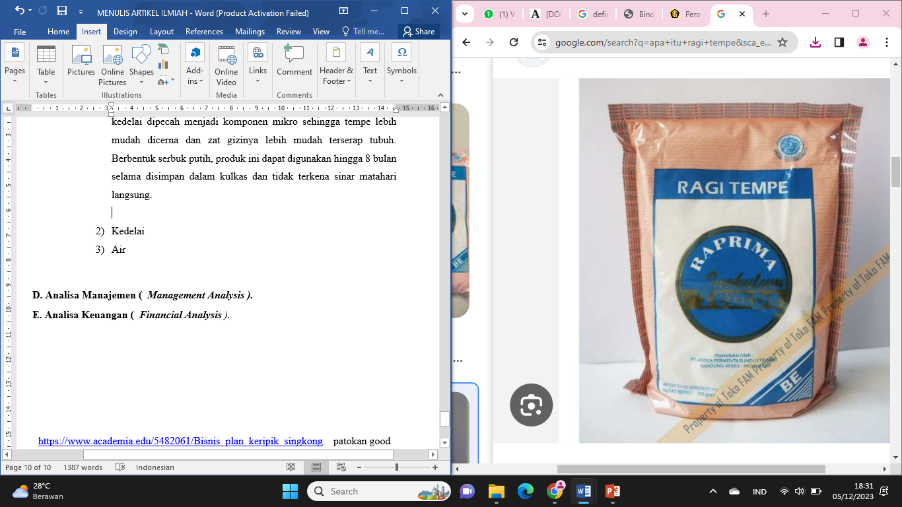 MENULIS ARTIKEL ILMIAH - Word (Product Activation Failed)
File Home Insert Design Layout References Mailings Review View Tell me... Share
Pages
Table
Pictures
Online Pictures
Shapes
Add-ins
Online Video
Links
Comment
Header & Footer
Text
Symbols
Tables
Illustrations
Media
Comments
kedelai dipecah menjadi komponen mikro sehingga tempe lebih
mudah dicerna dan zat gizinya lebih mudah terserap tubuh.
Berbentuk serbuk putih, produk ini dapat digunakan hingga 8 bulan
selama disimpan dalam kulkas dan tidak terkena sinar matahari
langsung.
2) Kedelai
3) Air
D. Analisa Manajemen ( Management Analysis ).
E. Analisa Keuangan ( Financial Analysis ).
https://www.academia.edu/5482061/Bisnis_plan_keripik_singkong patokan good
Page 10 of 10 1387 words Indonesian
(1) V
(DO
defin
Bind
Pers
G
google.com/search?q=apa+itu+ragi+tempe&sca_e...
RAGI TEMPE
RAPRIMA
Tempe
BE
Property of Toko FAM Property of Toko FAM Property of Toko FAM
28°C
Berawan
Search
IND
18:31
05/12/2023